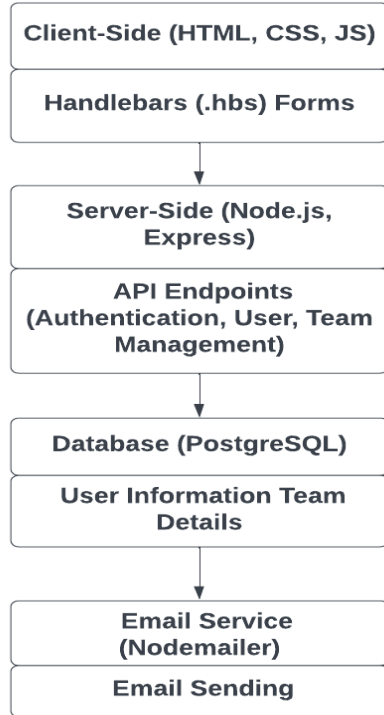 Client-Side (HTML, CSS, JS)
Handlebars (.hbs) Forms
Server-Side (Node.js,
Express)
API Endpoints
(Authentication, User, Team
Management)
Database (PostgreSQL)
User Information Team
Details
Email Service
(Nodemailer)
Email Sending